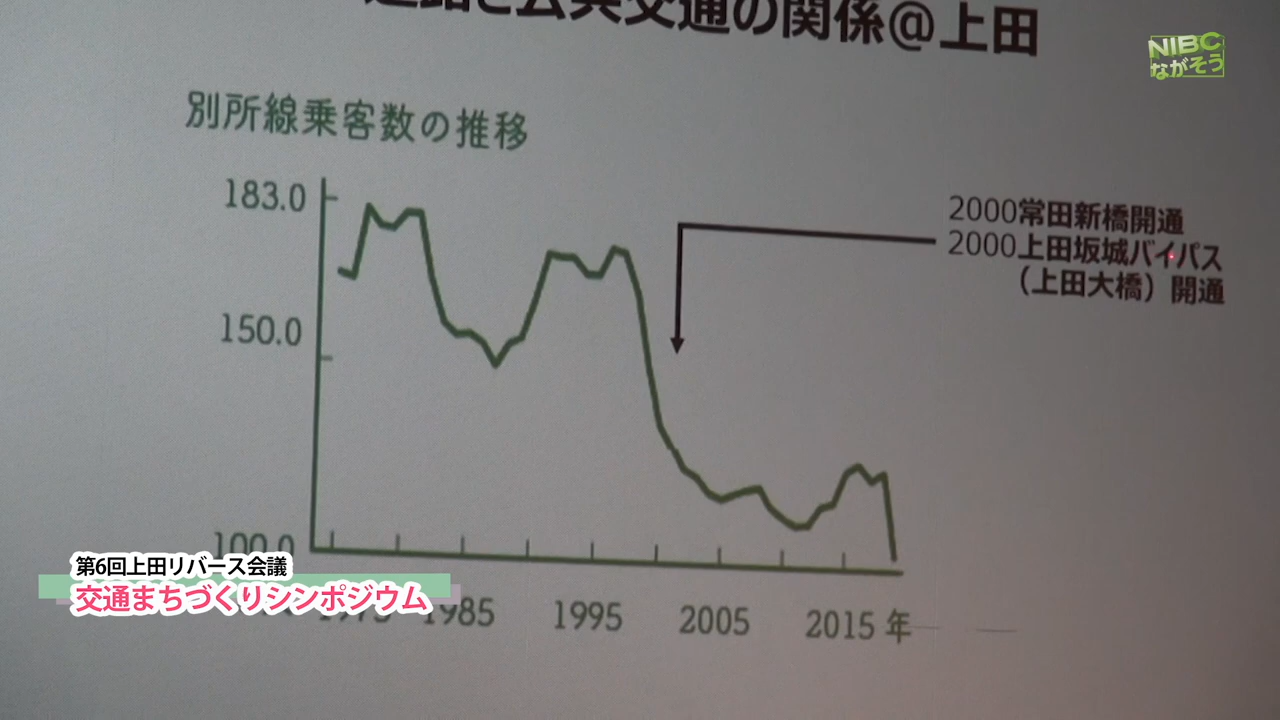 道路と公共交通の関係@上田
NIBC
ながそう
別所線乗客数の推移
183.0
150.0
100.0
2000常田新橋開通
2000上田坂城バイパス
（上田大橋）開通
第6回上田リバース会議
交通まちづくりシンポジウム
1975
1985
1995
2005
2015 年